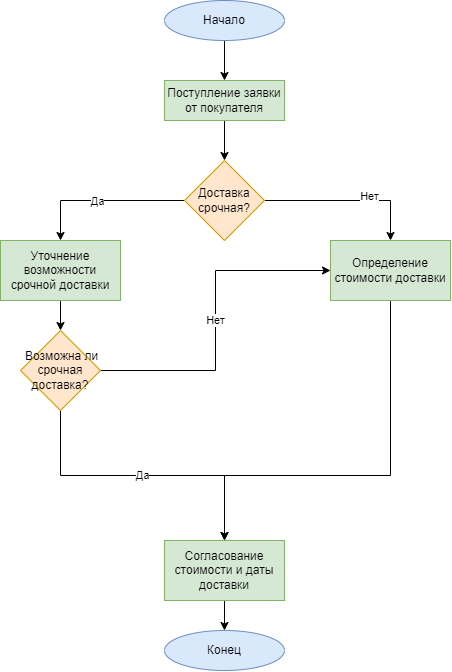 Начало
Поступление заявки
от покупателя
Доставка
срочная?
Да
Нет
Уточнение
возможности
срочной доставки
Определение
стоимости доставки
Нет
Возможна ли
срочная
доставка?
Да
Согласование
стоимости и даты
доставки
Конец